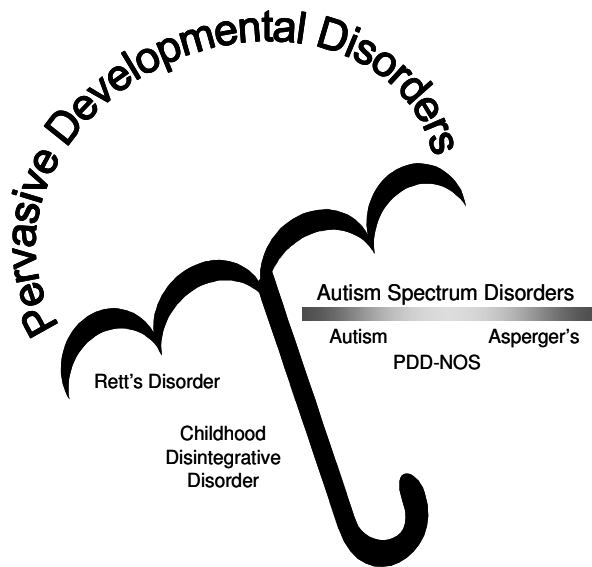 Pervasive Developmental Disorders
Autism Spectrum Disorders
Autism Asperger's
PDD-NOS
Rett's Disorder
Childhood
Disintegrative
Disorder